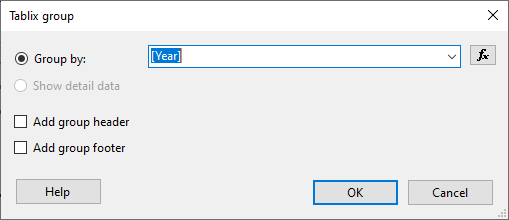 Tablix group
Group by:
[Year]
fx
Show detail data
Add group header
Add group footer
Help
OK
Cancel